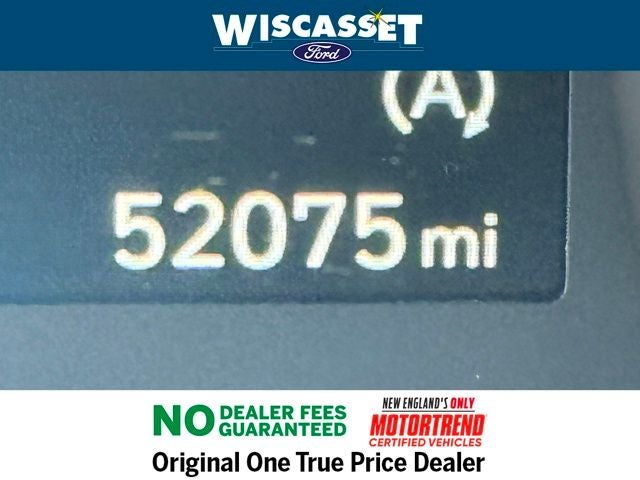 WISCASSET
Ford
A
52075 mi
NO DEALER FEES
GUARANTEED
NEW ENGLAND'S ONLY
MOTORTREND
CERTIFIED VEHICLES
Original One True Price Dealer